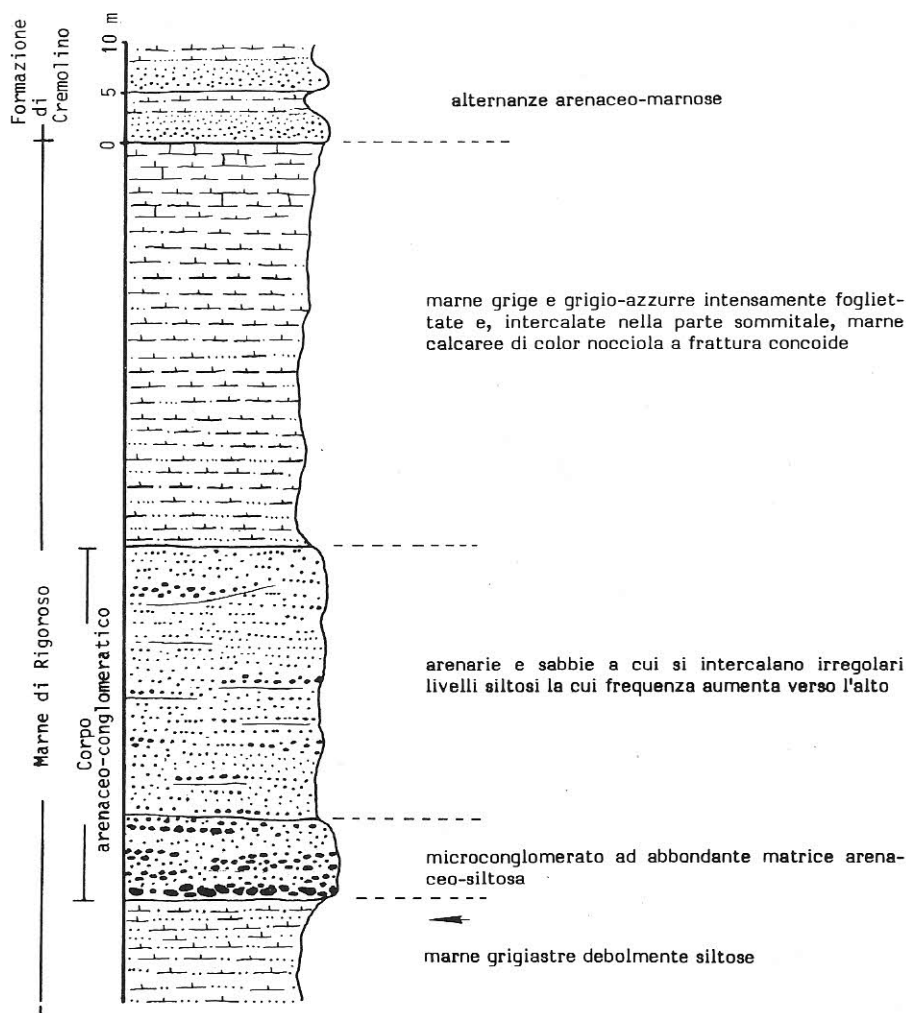 Formazione
di
Cremolino
10 m
5
0
alternanze arenaceo-marnose
Marne di Rigoroso
marne grige e grigio-azzurre intensamente fogliet-
tate e, intercalate nella parte sommitale, marne
calcaree di color nocciola a frattura concoide
Corpo
arenaceo-conglomeratico
arenarie e sabbie a cui si intercalano irregolari
livelli siltosi la cui frequenza aumenta verso l'alto
microconglomerato ad abbondante matrice arena-
ceo-siltosa
marne grigiastre debolmente siltose